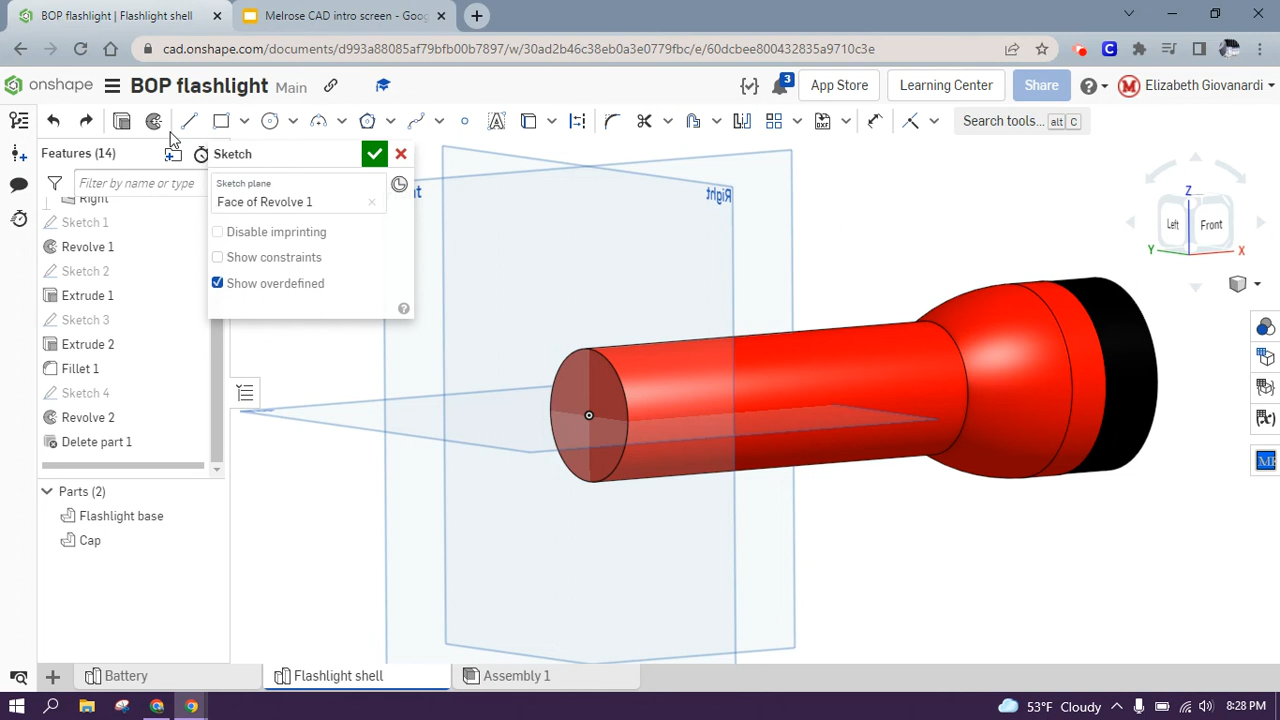 BOP flashlight | Flashlight shell
Melrose CAD intro screen - Goog
cad.onshape.com/documents/d993a88085af79bfb00b7897/w/30ad2b46c38eb0a3e0779fbc/e/60dcbee800432835a9710c3e
onshape
BOP flashlight
Main
3
App Store
Learning Center
Share
Elizabeth Giovanardi
Search tools...
alt
C
Features (14)
Filter by name or type
Right
Sketch 1
Revolve 1
Sketch 2
Extrude 1
Sketch 3
Extrude 2
Fillet 1
Sketch 4
Revolve 2
Delete part 1
Parts (2)
Flashlight base
Cap
Sketch
Sketch plane
Face of Revolve 1
Disable imprinting
Show constraints
Show overdefined
Right
Z
Left
Front
Y
X
Battery
Flashlight shell
Assembly 1
53°F Cloudy
8:28 PM